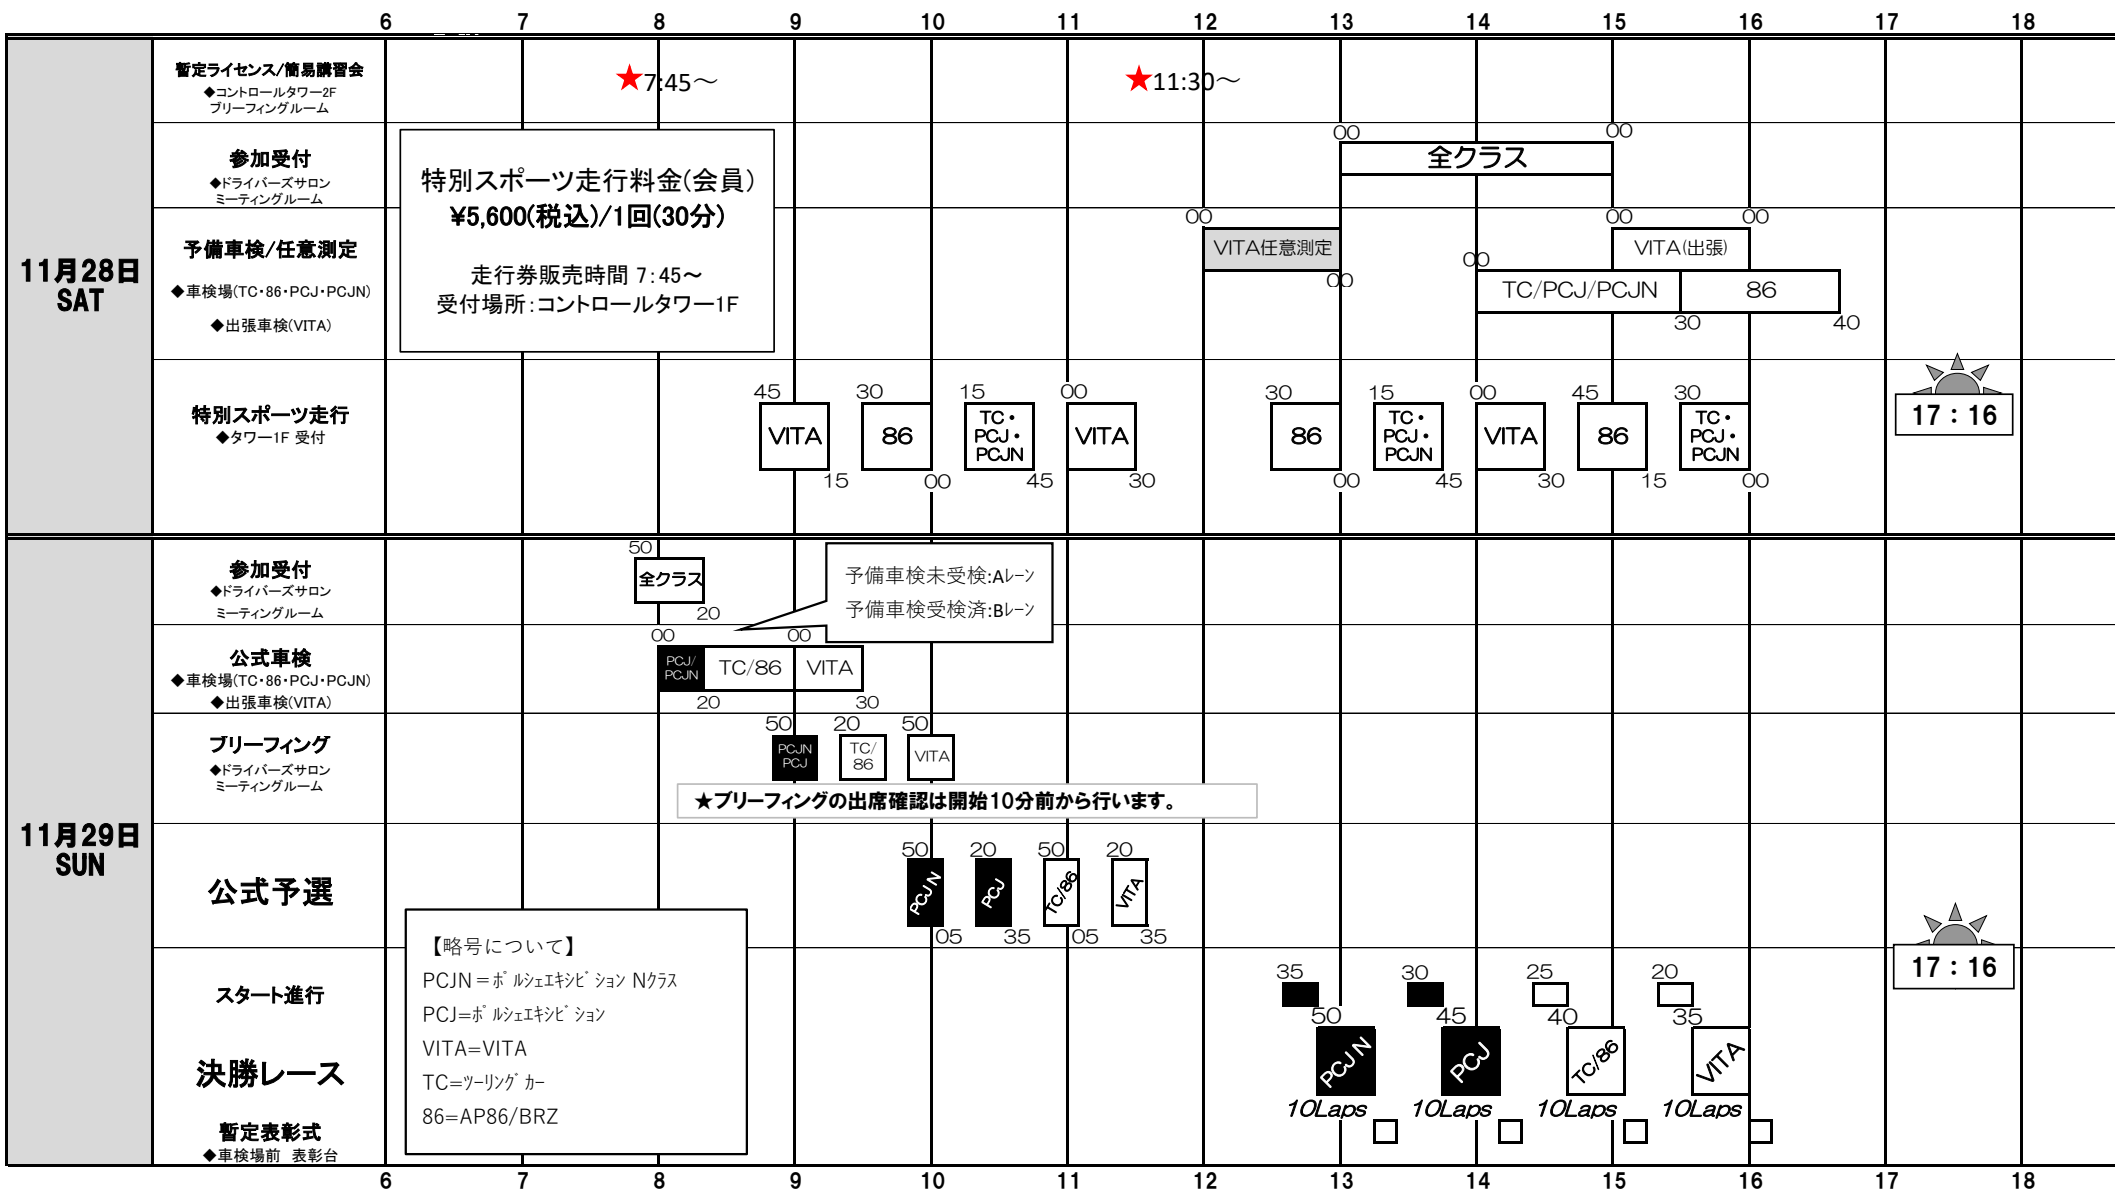 6 7 8 9 10 11 12 13 14 15 16 17 18
11月28日
SAT
暫定ライセンス/簡易講習会
◆コントロールタワー2F
ブリーフィングルーム
★7:45～
★11:30～
参加受付
◆ドライバーズサロン
ミーティングルーム
00 00
全クラス
特別スポーツ走行料金(会員)
¥5,600(税込)/1回(30分)
走行券販売時間 7:45～
受付場所:コントロールタワー1F
予備車検/任意測定
◆車検場(TC・86・PCJ・PCJN)
◆出張車検(VITA)
00 00 00
VITA任意測定 VITA(出張)
00 00
TC/PCJ/PCJN 86
30 40
特別スポーツ走行
◆タワー1F 受付
45 30 15 00 30 15 00 45 30
VITA
86
TC・
PCJ・
PCJN
VITA
86
TC・
PCJ・
PCJN
VITA
86
TC・
PCJ・
PCJN
15 00 45 30 00 45 30 15 00
17：16
11月29日
SUN
参加受付
◆ドライバーズサロン
ミーティングルーム
50
全クラス
20
予備車検未受検:Aレーン
予備車検受検済:Bレーン
公式車検
◆車検場(TC・86・PCJ・PCJN)
◆出張車検(VITA)
00 00
PCJ/
PCJN
TC/86
VITA
20 30
ブリーフィング
◆ドライバーズサロン
ミーティングルーム
50 20 50
PCJN
PCJ
TC/
86
VITA
★ブリーフィングの出席確認は開始10分前から行います。
公式予選
50 20 50 20
PCJN
PCJ
TC/86
VITA
05 35 05 35
【略号について】
PCJN＝ﾎﾟﾙｼｪｴｷｼﾋﾞｼｮﾝ Nｸﾗｽ
PCJ=ﾎﾟﾙｼｪｴｷｼﾋﾞｼｮﾝ
VITA=VITA
TC=ﾂｰﾘﾝｸﾞｶｰ
86=AP86/BRZ
17：16
スタート進行
35 30 25 20
決勝レース
50 45 40 35
PCJN
PCJ
TC/86
VITA
10Laps 10Laps 10Laps 10Laps
暫定表彰式
◆車検場前 表彰台
6 7 8 9 10 11 12 13 14 15 16 17 18